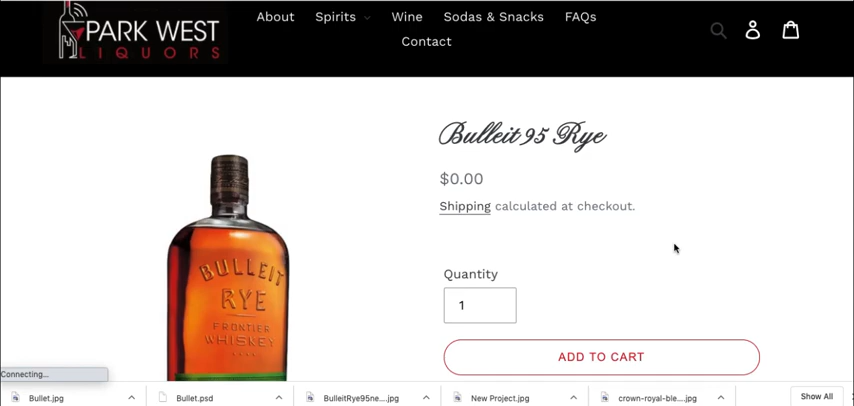 PARK WEST
LIQUORS
About Spirits Wine Sodas & Snacks FAQs
Contact
Bulleit 95 Rye
$0.00
Shipping calculated at checkout.
Quantity
1
ADD TO CART
BULLEIT
RYE
FRONTIER
WHISKEY
Connecting...
Bullet.jpg Bullet.psd BulleitRye95ne....jpg New Project.jpg crown-royal-ble....jpg Show All